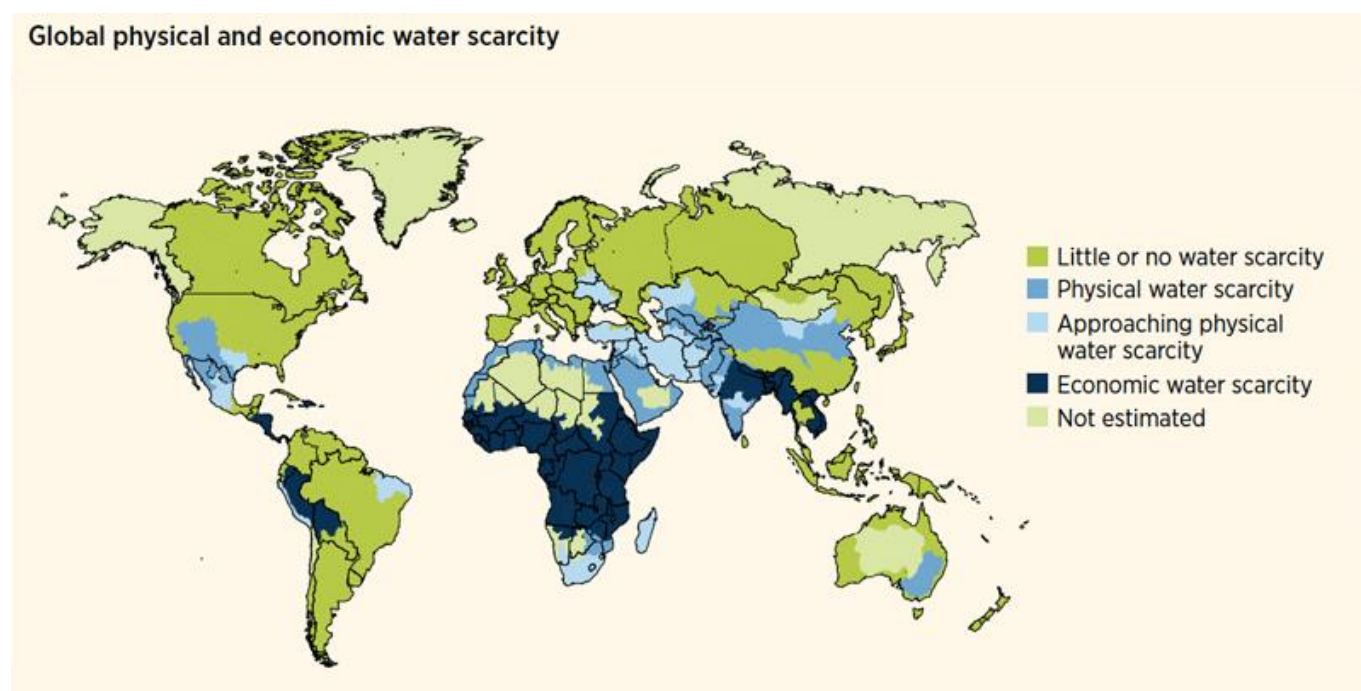 Global physical and economic water scarcity
Little or no water scarcity
Physical water scarcity
Approaching physical
water scarcity
Economic water scarcity
Not estimated